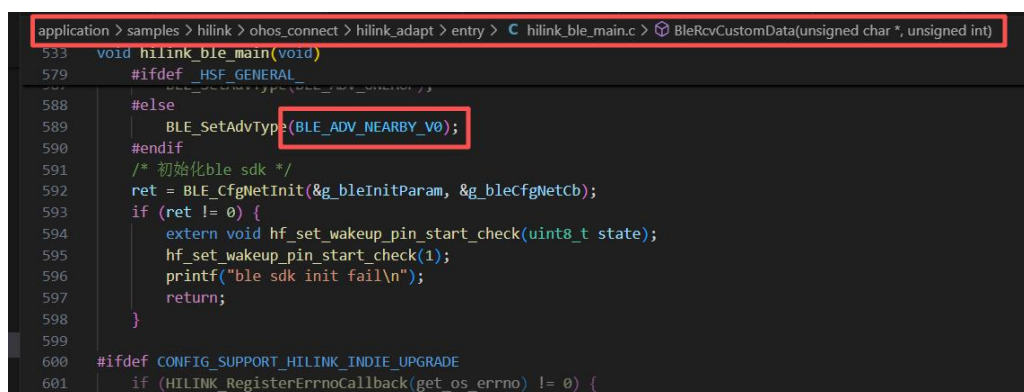 application > samples > hilink > ohos_connect > hilink_adapt > entry > C hilink_ble_main.c > BleRcvCustomData(unsigned char *, unsigned int)
533 void hilink_ble_main(void)
579 #ifdef _HSF_GENERAL_
588 #else
589 BLE_SetAdvType(BLE_ADV_NEARBY_V0);
590 #endif
591 /* 初始化ble sdk */
592 ret = BLE_CfgNetInit(&g_bleInitParam, &g_bleCfgNetCb);
593 if (ret != 0) {
594 extern void hf_set_wakeup_pin_start_check(uint8_t state);
595 hf_set_wakeup_pin_start_check(1);
596 printf("ble sdk init fail\n");
597 return;
598 }
599
600 #ifdef CONFIG_SUPPORT_HILINK_INDIE_UPGRADE
601 if (HILINK_RegisterErrnoCallback(get_os_errno) != 0) {